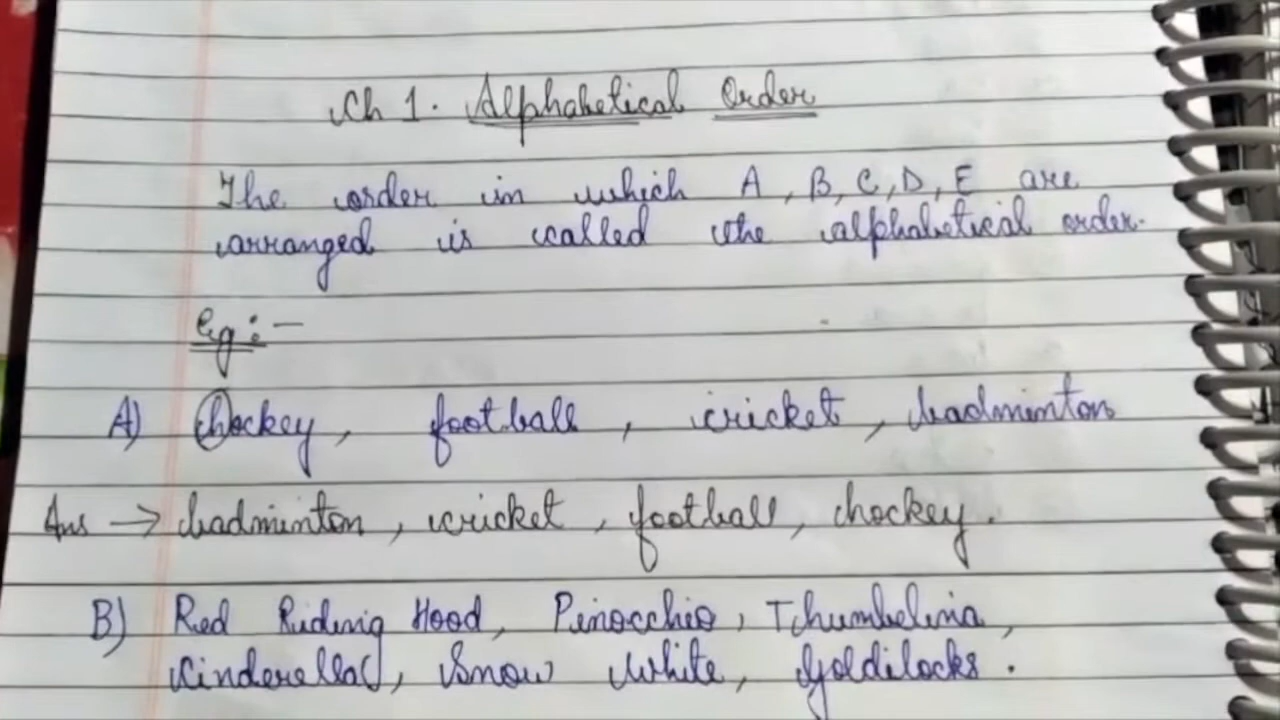 Ch 1. Alphabetical Order
The order in which A, B, C, D, E are
arranged is called the alphabetical order.
eg:-
A) hockey, football, cricket, badminton
Ans → badminton, cricket, football, hockey.
B) Red Riding Hood, Pinocchio, Thumbelina,
Cinderella, Snow White, Goldilocks.